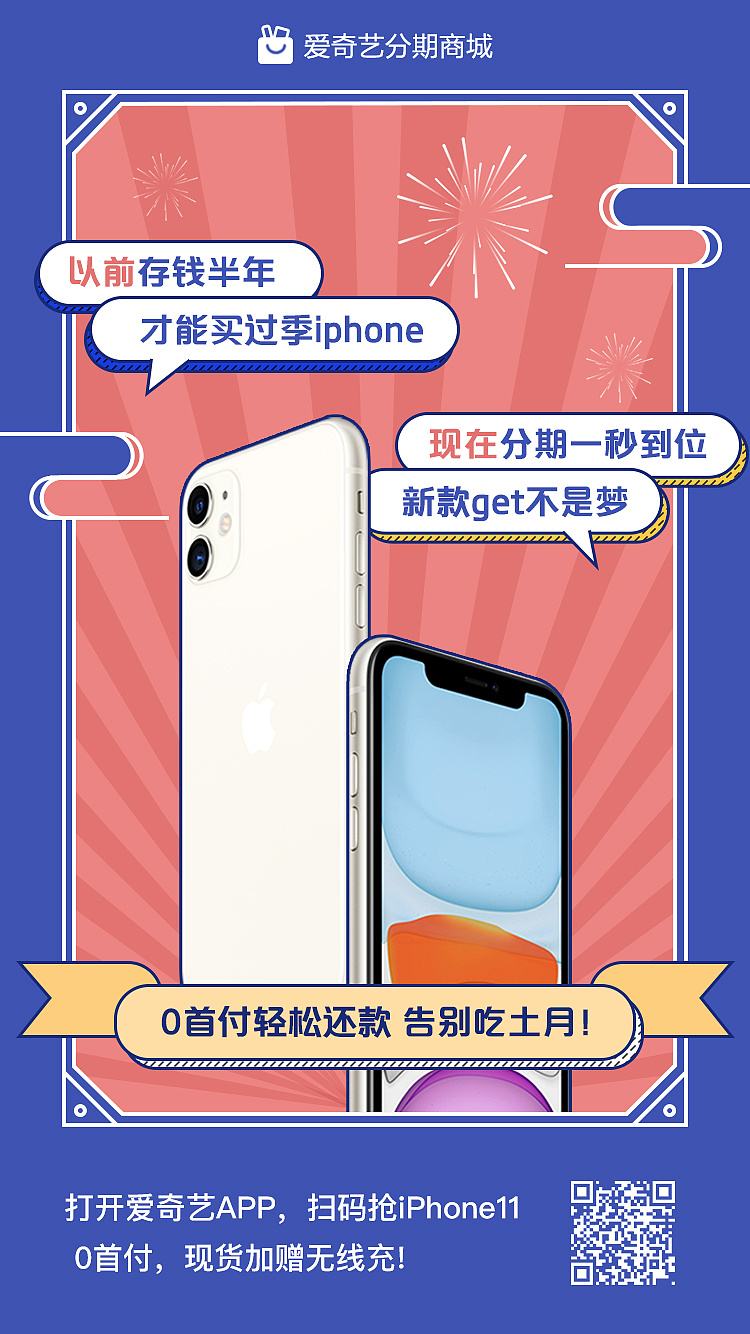 爱奇艺分期商城
以前存钱半年
才能买过季iphone
现在分期一秒到位
新款get不是梦
0首付轻松还款 告别吃土月!
打开爱奇艺APP，扫码抢iPhone11
0首付，现货加赠无线充!